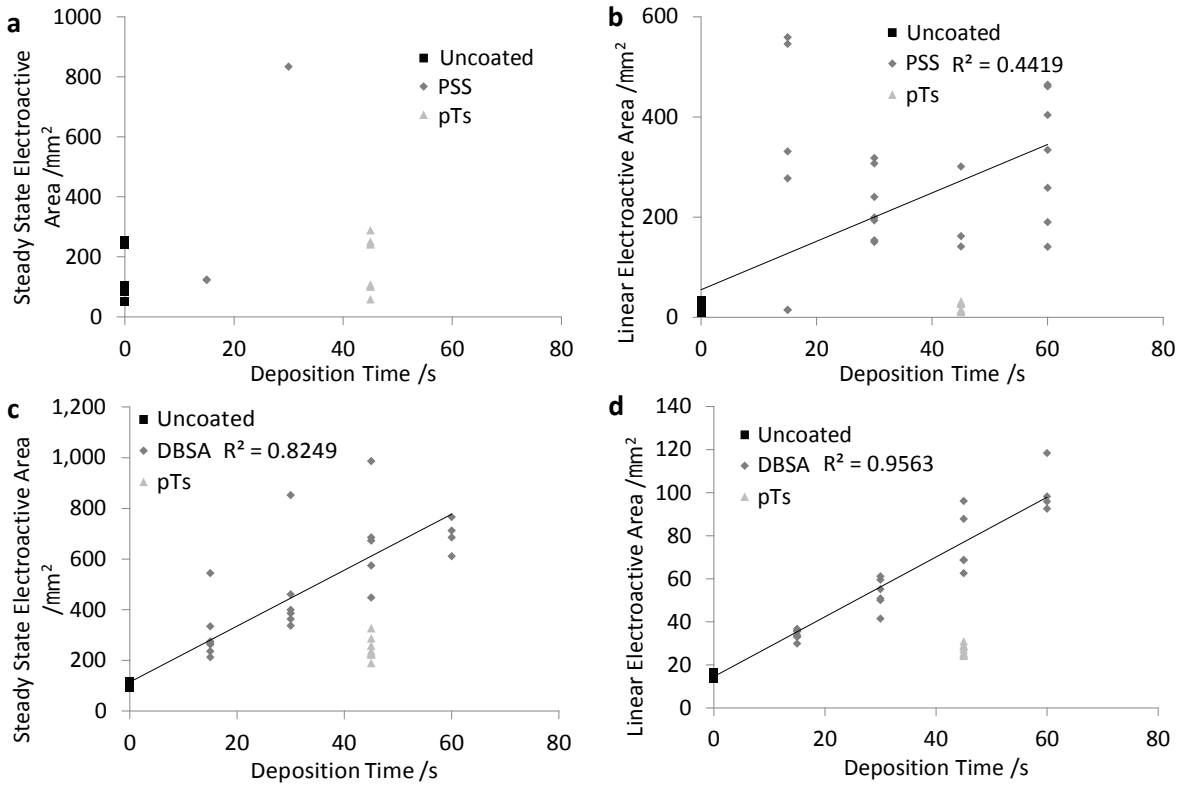 a
1000
800
600
400
200
0
Steady State Electroactive
Area /mm²
Uncoated
PSS
pTs
0 20 40 60 80
Deposition Time /s
b
600
400
200
0
Linear Electroactive Area /mm²
Uncoated
PSS R² = 0.4419
pTs
0 20 40 60 80
Deposition Time /s
c
1,200
1,000
800
600
400
200
0
Steady State Electroactive Area
/mm²
Uncoated
DBSA R² = 0.8249
pTs
0 20 40 60 80
Deposition Time /s
d
140
120
100
80
60
40
20
0
Linear Electroactive Area /mm²
Uncoated
DBSA R² = 0.9563
pTs
0 20 40 60 80
Deposition Time /s